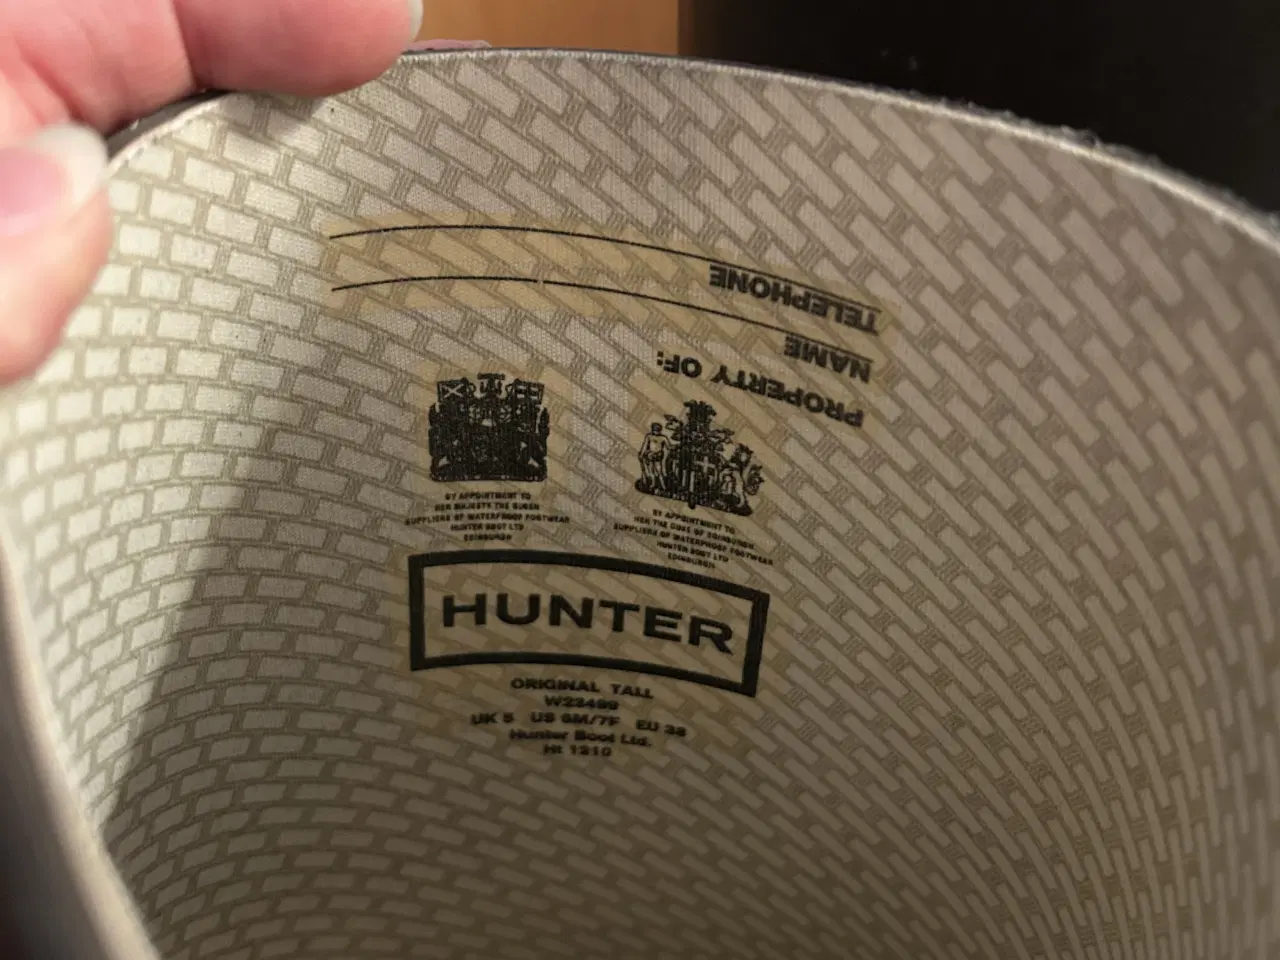 TELEPHONE
NAME
PROPERTY OF:
BY APPOINTMENT TO
HER MAJESTY THE QUEEN
SUPPLIERS OF WATERPROOF FOOTWEAR
HUNTER BOOT LTD
EDINBURGH
BY APPOINTMENT TO
HRH THE DUKE OF EDINBURGH
SUPPLIERS OF WATERPROOF FOOTWEAR
HUNTER BOOT LTD
EDINBURGH
HUNTER
ORIGINAL TALL
W23499
UK 5 US 6M/7F EU 38
Hunter Boot Ltd.
Ht 1210